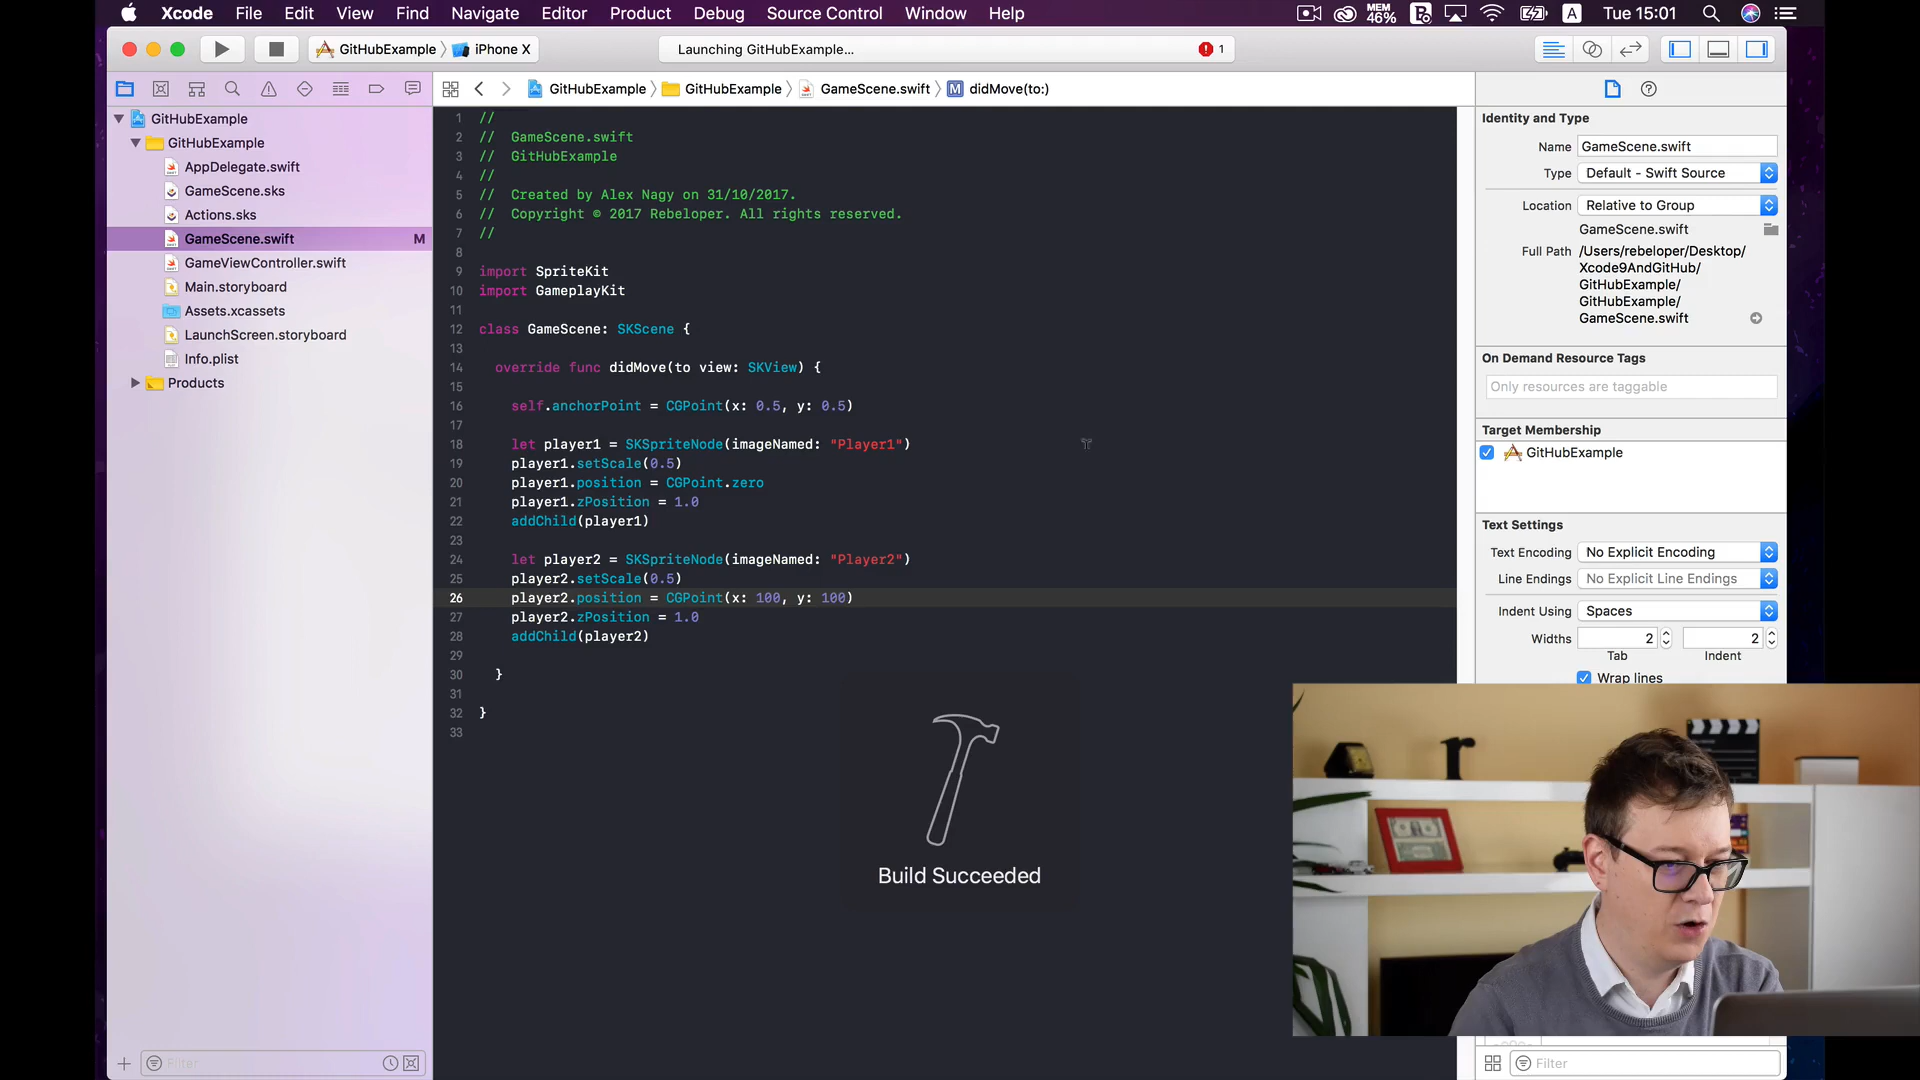 Xcode File Edit View Find Navigate Editor Product Debug Source Control Window Help
MEM 46% A Tue 15:01
GitHubExample iPhone X
Launching GitHubExample... 1
GitHubExample GitHubExample GameScene.swift M didMove(to:)
GitHubExample
GitHubExample
AppDelegate.swift
GameScene.sks
Actions.sks
GameScene.swift M
GameViewController.swift
Main.storyboard
Assets.xcassets
LaunchScreen.storyboard
Info.plist
Products
Filter
1 //
2 // GameScene.swift
3 // GitHubExample
4 //
5 // Created by Alex Nagy on 31/10/2017.
6 // Copyright © 2017 Rebeloper. All rights reserved.
7 //
8
9 import SpriteKit
10 import GameplayKit
11
12 class GameScene: SKScene {
13
14 override func didMove(to view: SKView) {
15
16 self.anchorPoint = CGPoint(x: 0.5, y: 0.5)
17
18 let player1 = SKSpriteNode(imageNamed: "Player1")
19 player1.setScale(0.5)
20 player1.position = CGPoint.zero
21 player1.zPosition = 1.0
22 addChild(player1)
23
24 let player2 = SKSpriteNode(imageNamed: "Player2")
25 player2.setScale(0.5)
26 player2.position = CGPoint(x: 100, y: 100)
27 player2.zPosition = 1.0
28 addChild(player2)
29
30 }
31
32 }
33
Build Succeeded
Identity and Type
Name GameScene.swift
Type Default - Swift Source
Location Relative to Group
GameScene.swift
Full Path /Users/rebeloper/Desktop/
Xcode9AndGitHub/
GitHubExample/
GitHubExample/
GameScene.swift
On Demand Resource Tags
Only resources are taggable
Target Membership
GitHubExample
Text Settings
Text Encoding No Explicit Encoding
Line Endings No Explicit Line Endings
Indent Using Spaces
Widths 2 2
Tab Indent
Wrap lines
Filter